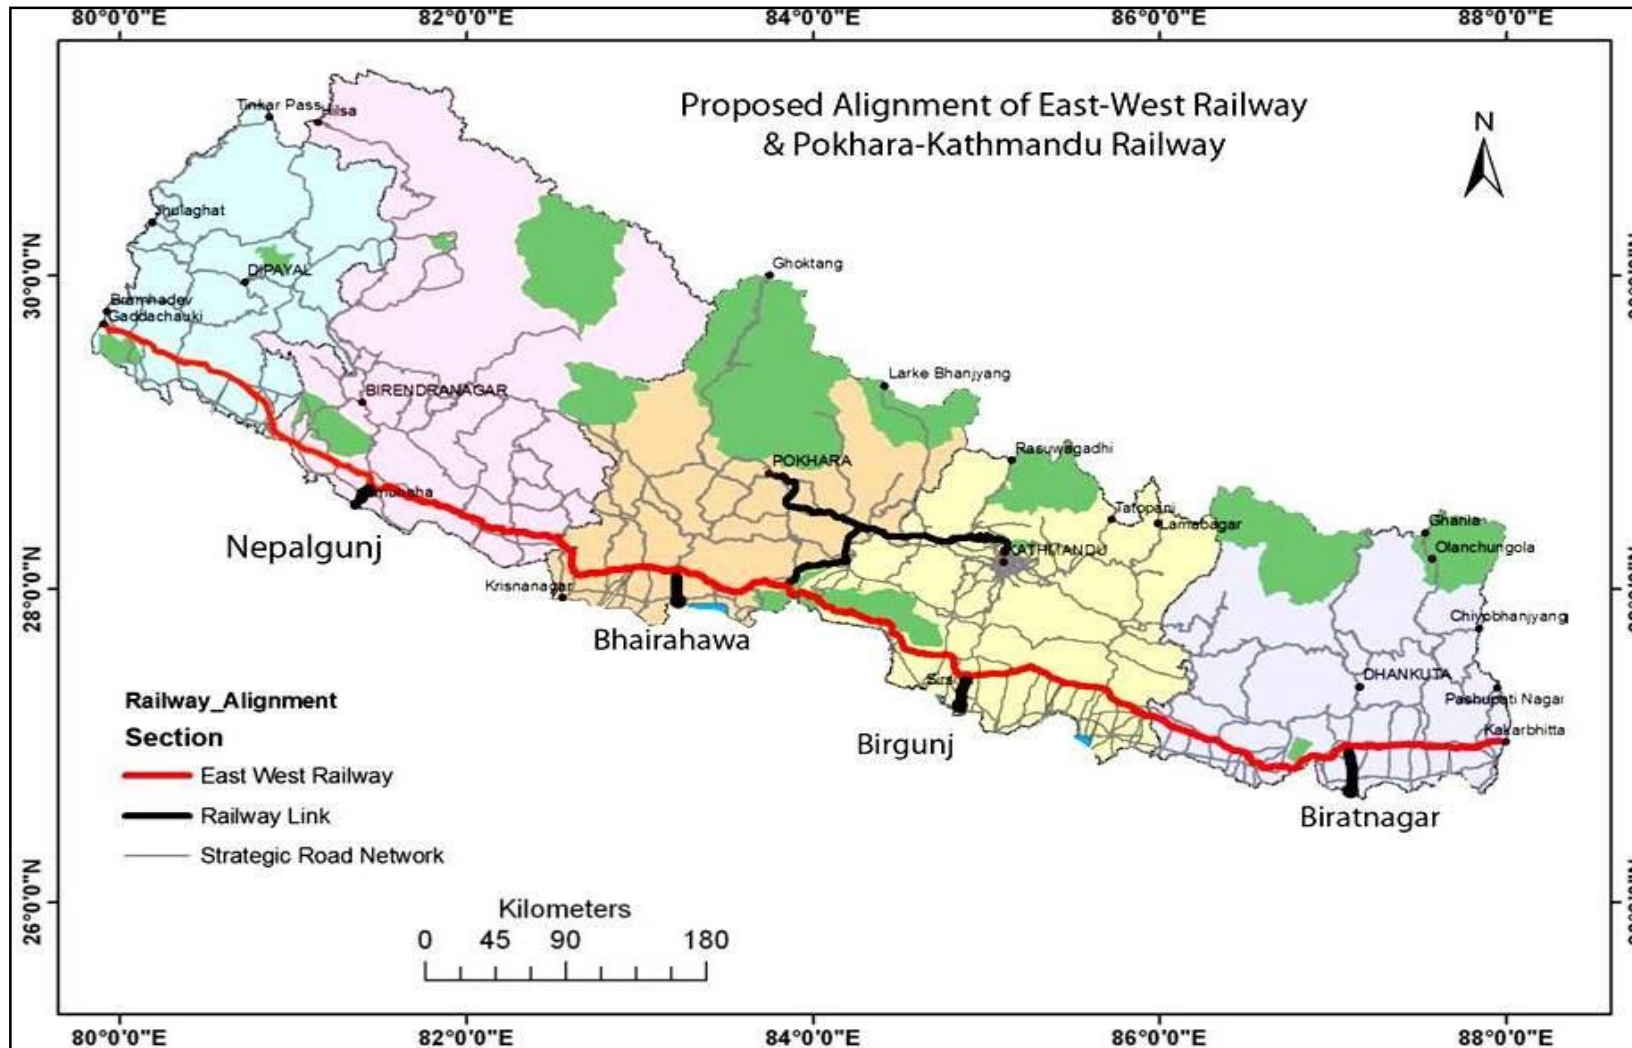 80°0'0"E
82°0'0"E
84°0'0"E
86°0'0"E
88°0'0"E
Proposed Alignment of East-West Railway
& Pokhara-Kathmandu Railway
N
Tinkar Pass
Hilsa
Jhulaghat
30°0'0"N
Ghoktang
DIPAYAL
Bramhadev
Gaddachauki
Larke Bhanjyang
BIRENDRANAGAR
Rasuwagadhi
POKHARA
Tatopani
Lamabagar
Ghanla
Olanchungola
KATHMANDU
Nepalgunj
28°0'0"N
Krisnanagar
Chiyobhanjyang
Bhairahawa
DHANKUTA
Pashupati Nagar
Kakarbhitta
Birgunj
Biratnagar
Railway_Alignment
Section
East West Railway
Railway Link
Strategic Road Network
26°0'0"N
Kilometers
0 45 90 180
80°0'0"E
82°0'0"E
84°0'0"E
86°0'0"E
88°0'0"E